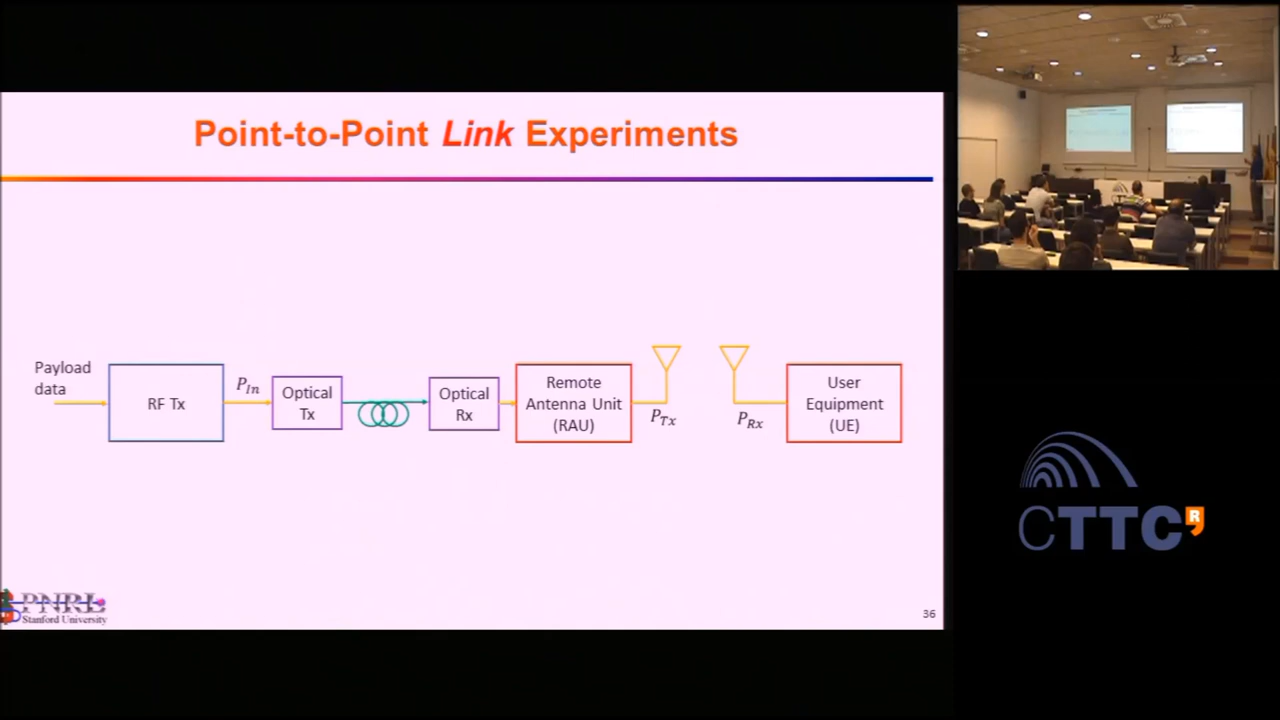 Point-to-Point Link Experiments
Payload
data
RF Tx
P_In
Optical
Tx
Optical
Rx
Remote
Antenna Unit
(RAU)
P_Tx
P_Rx
User
Equipment
(UE)
PNRL
Stanford University
36
CTTC R